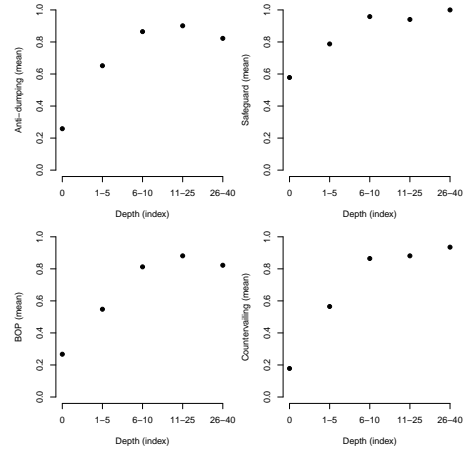 Anti−dumping (mean)
1.0
0.8
0.6
0.4
0.2
0.0
0 1−5 6−10 11−25 26−40
Depth (index)
Safeguard (mean)
1.0
0.8
0.6
0.4
0.2
0.0
0 1−5 6−10 11−25 26−40
Depth (index)
BOP (mean)
1.0
0.8
0.6
0.4
0.2
0.0
0 1−5 6−10 11−25 26−40
Depth (index)
Countervailing (mean)
1.0
0.8
0.6
0.4
0.2
0.0
0 1−5 6−10 11−25 26−40
Depth (index)